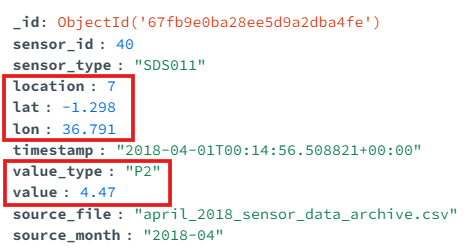 _id: ObjectId('67fb9e0ba28ee5d9a2dba4fe')
sensor_id : 40
sensor_type : "SDS011"
location : 7
lat : -1.298
lon : 36.791
timestamp : "2018-04-01T00:14:56.508821+00:00"
value_type : "P2"
value : 4.47
source_file : "april_2018_sensor_data_archive.csv"
source_month : "2018-04"